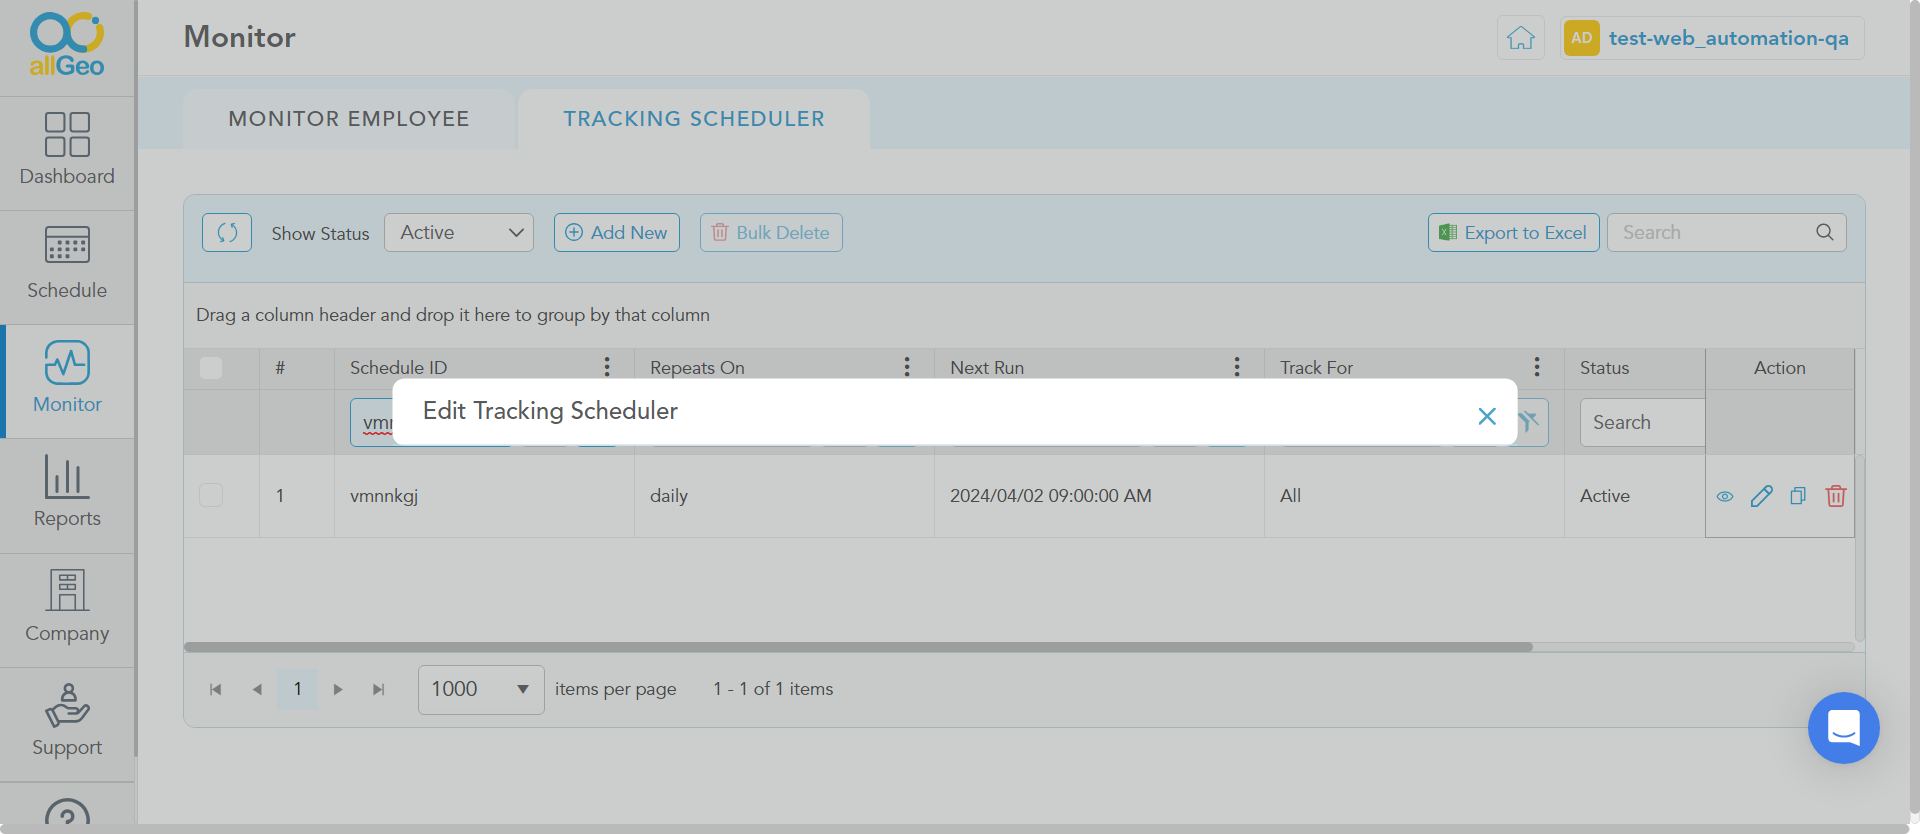 allGeo
Monitor
AD
test-web_automation-qa
Dashboard
Schedule
Monitor
Reports
Company
Support
MONITOR EMPLOYEE
TRACKING SCHEDULER
Show Status
Active
Add New
Bulk Delete
Export to Excel
Search
Drag a column header and drop it here to group by that column
# Schedule ID Repeats On Next Run Track For Status Action
Edit Tracking Scheduler
Search
1 vmnnkgj daily 2024/04/02 09:00:00 AM All Active
1 1000 items per page 1 - 1 of 1 items